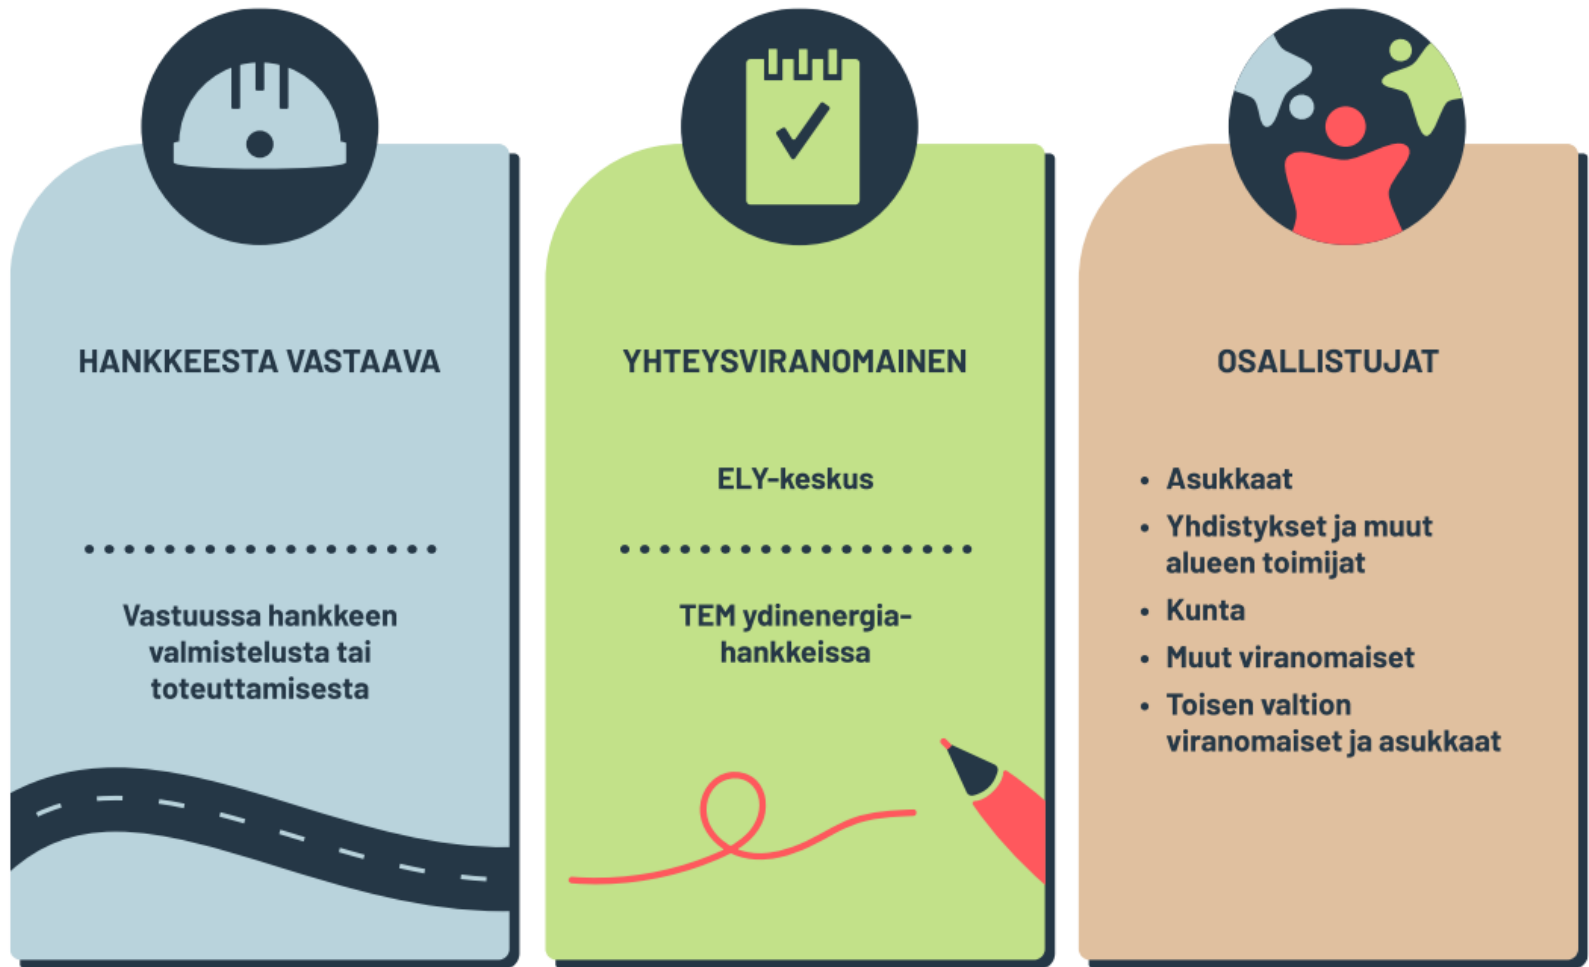 HANKKEESTA VASTAAVA
Vastuussa hankkeen
valmistelusta tai
toteuttamisesta
YHTEYSVIRANOMAINEN
ELY-keskus
TEM ydinenergia-
hankkeissa
OSALLISTUJAT
• Asukkaat
• Yhdistykset ja muut
alueen toimijat
• Kunta
• Muut viranomaiset
• Toisen valtion
viranomaiset ja asukkaat